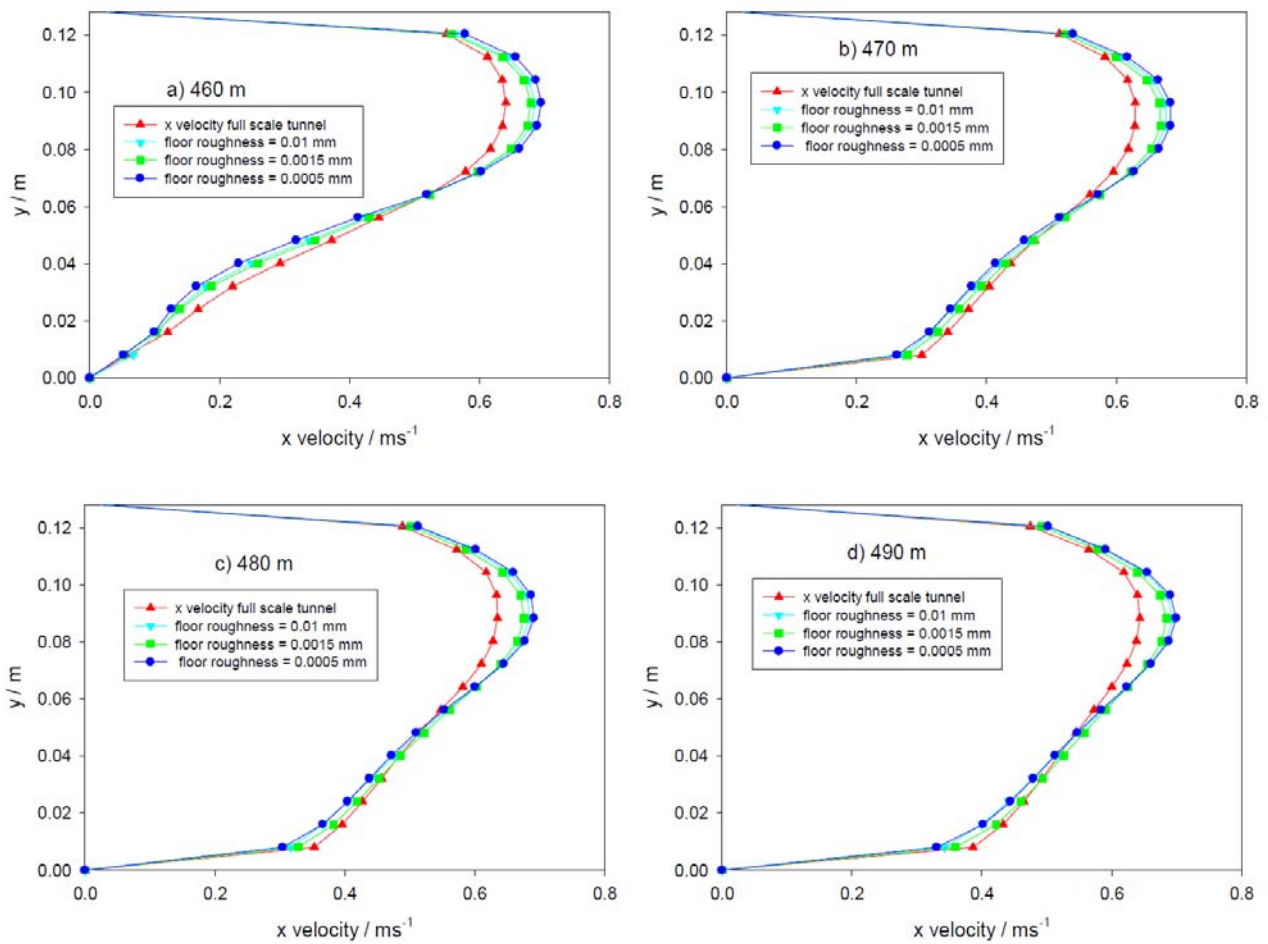 a) 460 m
x velocity full scale tunnel
floor roughness = 0.01 mm
floor roughness = 0.0015 mm
floor roughness = 0.0005 mm
y / m
0.12
0.10
0.08
0.06
0.04
0.02
0.00
0.0 0.2 0.4 0.6 0.8
x velocity / ms-1
b) 470 m
x velocity full scale tunnel
floor roughness = 0.01 mm
floor roughness = 0.0015 mm
floor roughness = 0.0005 mm
y / m
0.12
0.10
0.08
0.06
0.04
0.02
0.00
0.0 0.2 0.4 0.6 0.8
x velocity / ms-1
c) 480 m
x velocity full scale tunnel
floor roughness = 0.01 mm
floor roughness = 0.0015 mm
floor roughness = 0.0005 mm
y / m
0.12
0.10
0.08
0.06
0.04
0.02
0.00
0.0 0.2 0.4 0.6 0.8
x velocity / ms-1
d) 490 m
x velocity full scale tunnel
floor roughness = 0.01 mm
floor roughness = 0.0015 mm
floor roughness = 0.0005 mm
y / m
0.12
0.10
0.08
0.06
0.04
0.02
0.00
0.0 0.2 0.4 0.6 0.8
x velocity / ms-1